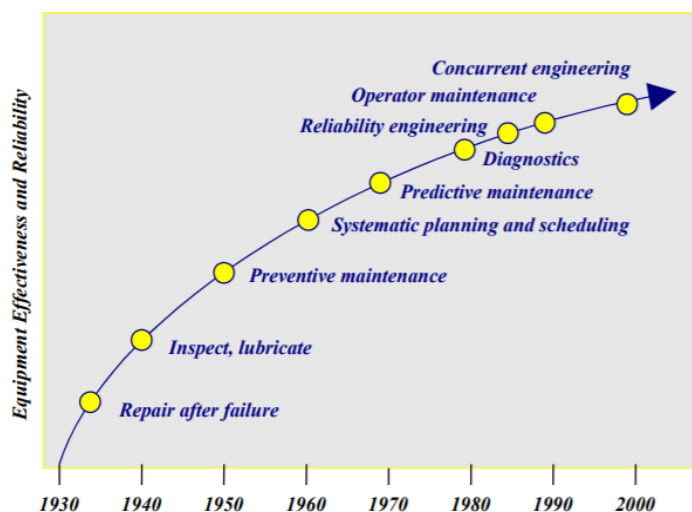 Concurrent engineering
Operator maintenance
Reliability engineering
Diagnostics
Predictive maintenance
Systematic planning and scheduling
Preventive maintenance
Inspect, lubricate
Repair after failure
Equipment Effectiveness and Reliability
1930 1940 1950 1960 1970 1980 1990 2000